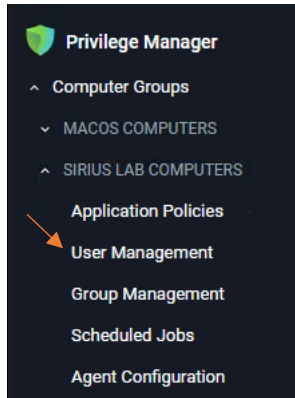 Privilege Manager
Computer Groups
MACOS COMPUTERS
SIRIUS LAB COMPUTERS
Application Policies
User Management
Group Management
Scheduled Jobs
Agent Configuration